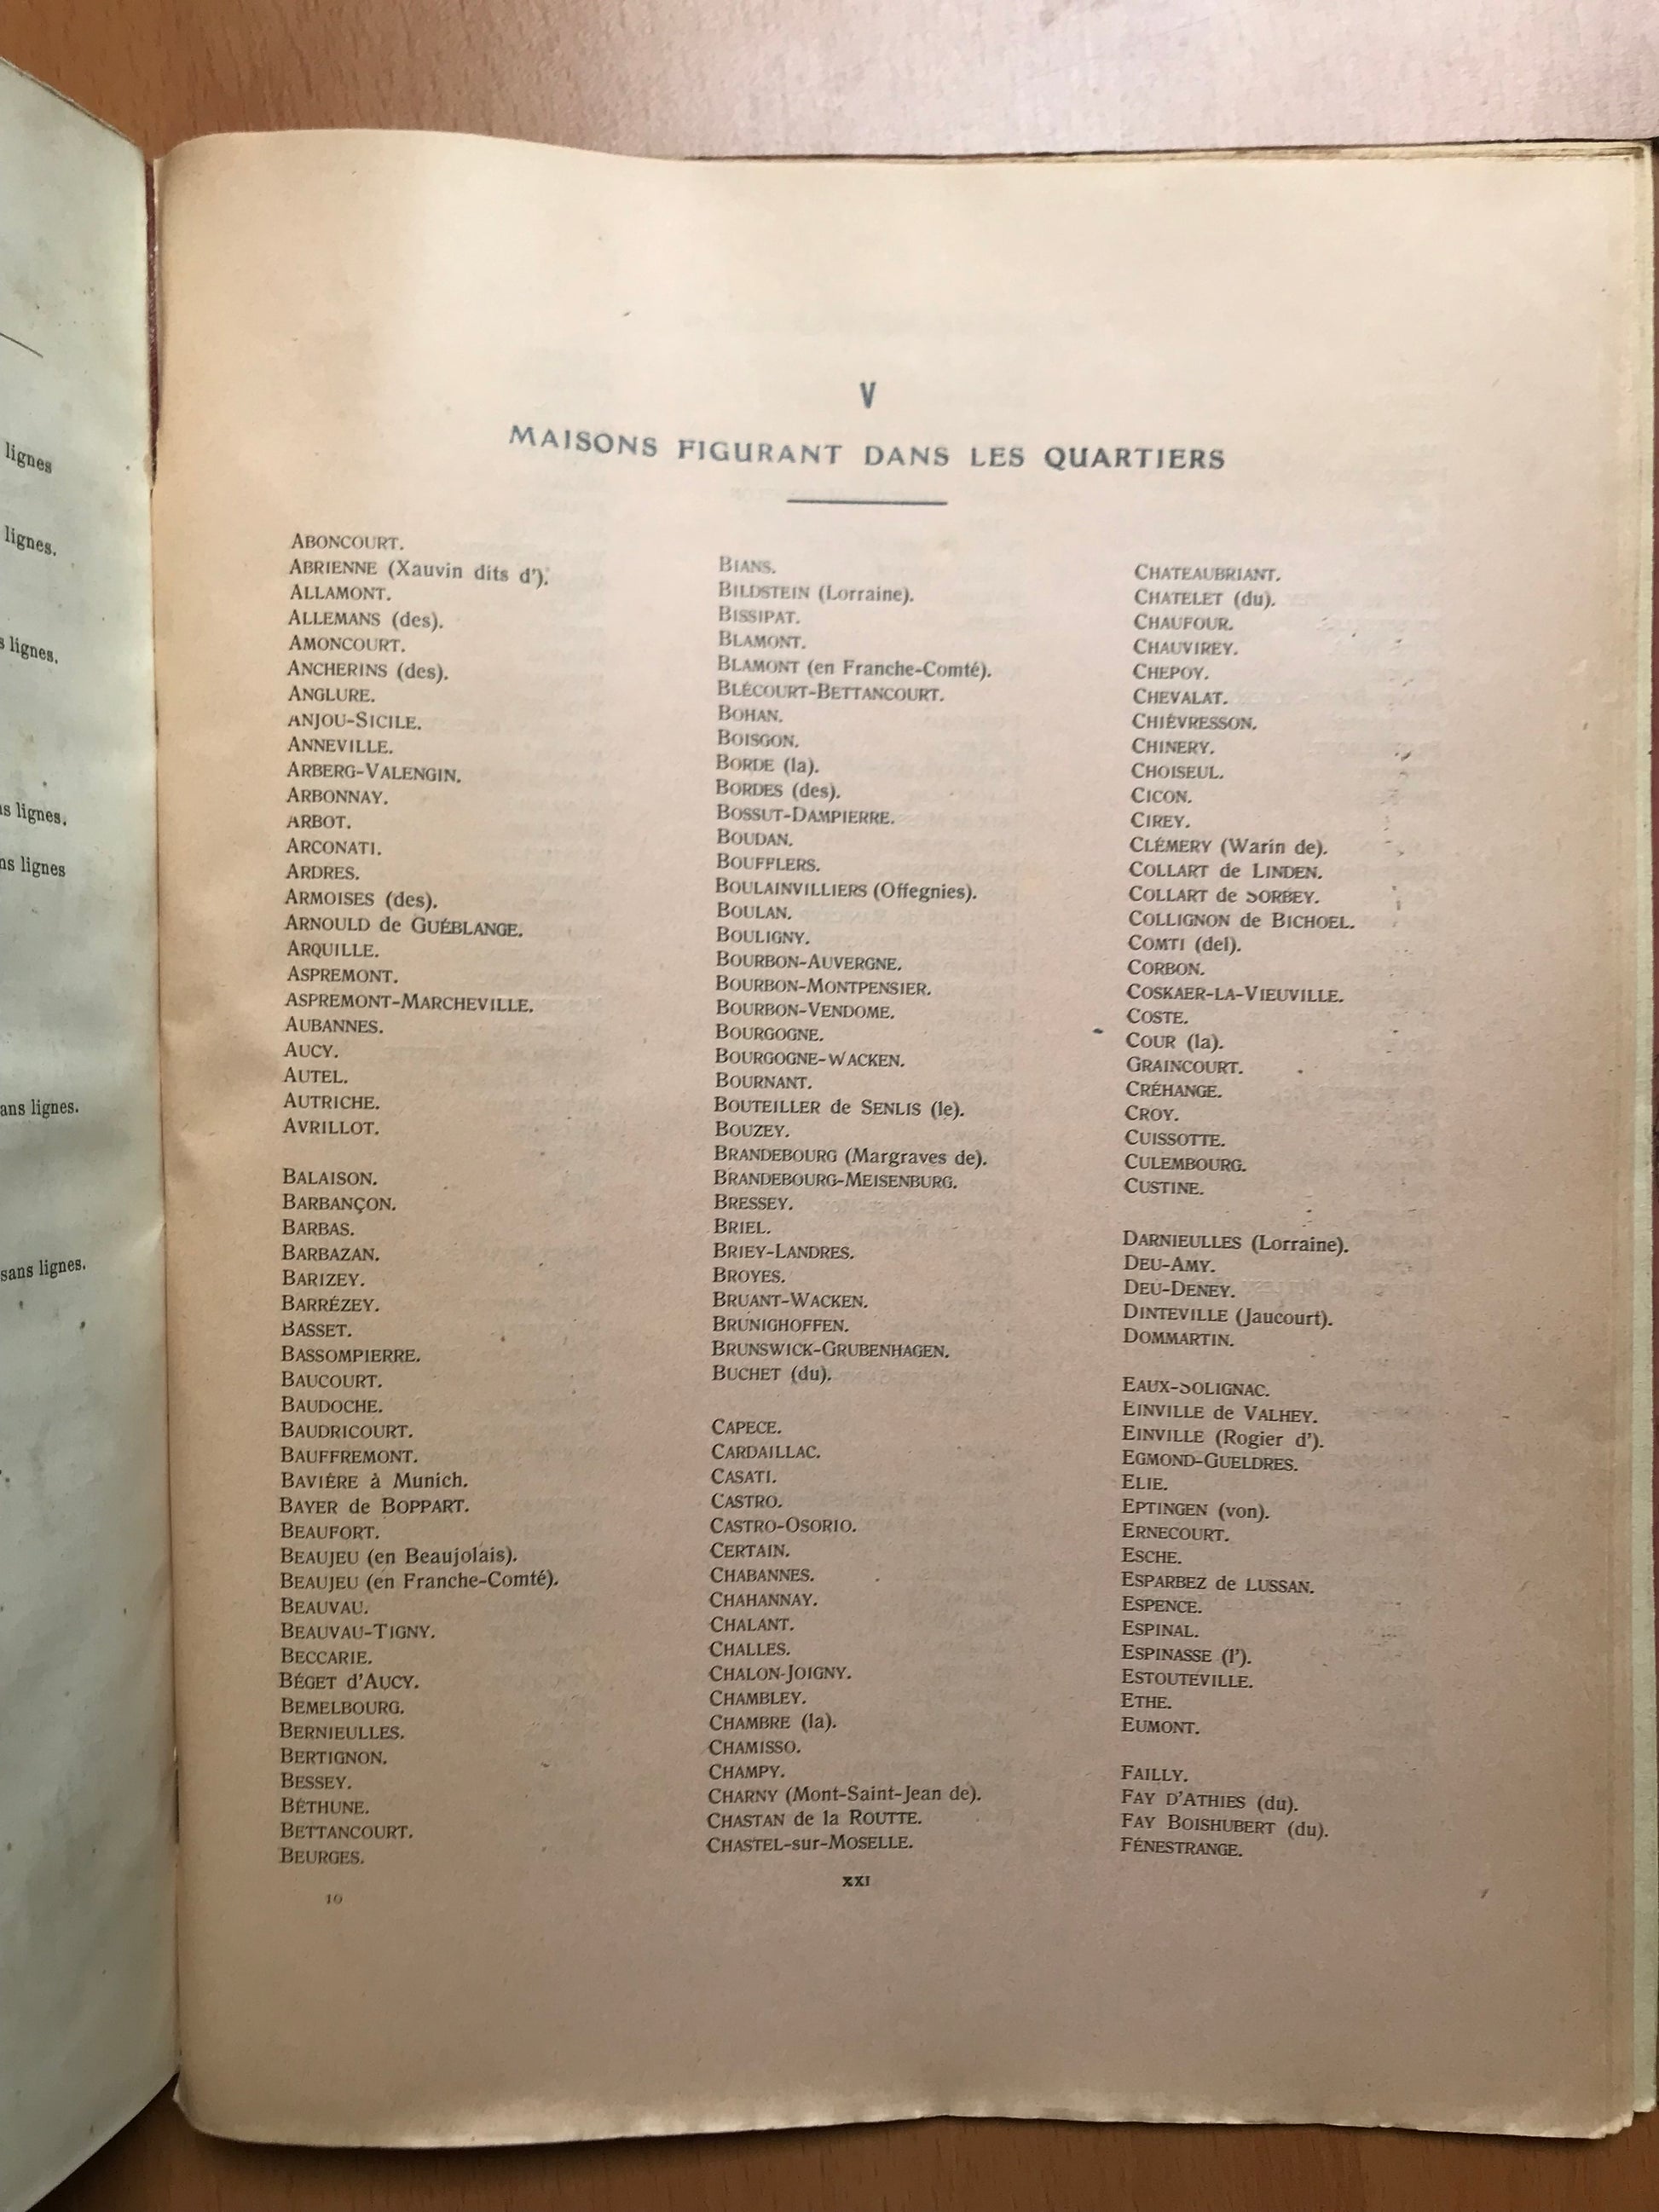 lignes
lignes.
s lignes.
ns lignes.
ns lignes
ans lignes.
sans lignes.
V
MAISONS FIGURANT DANS LES QUARTIERS
ABONCOURT.
ABRIENNE (Xauvin dits d').
ALLAMONT.
ALLEMANS (des).
AMONCOURT.
ANCHERINS (des).
ANGLURE.
ANJOU-SICILE.
ANNEVILLE.
ARBERG-VALENGIN.
ARBONNAY.
ARBOT.
ARCONATI.
ARDRES.
ARMOISES (des).
ARNOULD de GUÉBLANGE.
ARQUILLE.
ASPREMONT.
ASPREMONT-MARCHEVILLE.
AUBANNES.
AUCY.
AUTEL.
AUTRICHE.
AVRILLOT.
BALAISON.
BARBANÇON.
BARBAS.
BARBAZAN.
BARIZEY.
BARRÉZEY.
BASSET.
BASSOMPIERRE.
BAUCOURT.
BAUDOCHE.
BAUDRICOURT.
BAUFFREMONT.
BAVIÈRE à Munich.
BAYER de BOPPART.
BEAUFORT.
BEAUJEU (en Beaujolais).
BEAUJEU (en Franche-Comté).
BEAUVAU.
BEAUVAU-TIGNY.
BECCARIE.
BÉGET d'AUCY.
BEMELBOURG.
BERNIEULLES.
BERTIGNON.
BESSEY.
BÉTHUNE.
BETTANCOURT.
BEURGES.
BIANS.
BILDSTEIN (Lorraine).
BISSIPAT.
BLAMONT.
BLAMONT (en Franche-Comté).
BLÉCOURT-BETTANCOURT.
BOHAN.
BOISGON.
BORDE (la).
BORDES (des).
BOSSUT-DAMPIERRE.
BOUDAN.
BOUFFLERS.
BOULAINVILLIERS (Offegnies).
BOULAN.
BOULIGNY.
BOURBON-AUVERGNE.
BOURBON-MONTPENSIER.
BOURBON-VENDOME.
BOURGOGNE.
BOURGOGNE-WACKEN.
BOURNANT.
BOUTEILLER de SENLIS (le).
BOUZEY.
BRANDEBOURG (Margraves de).
BRANDEBOURG-MEISENBURG.
BRESSEY.
BRIEL.
BRIEY-LANDRES.
BROYES.
BRUANT-WACKEN.
BRUNIGHOFFEN.
BRUNSWICK-GRUBENHAGEN.
BUCHET (du).
CAPECE.
CARDAILLAC.
CASATI.
CASTRO.
CASTRO-OSORIO.
CERTAIN.
CHABANNES.
CHAHANNAY.
CHALANT.
CHALLES.
CHALON-JOIGNY.
CHAMBLEY.
CHAMBRE (la).
CHAMISSO.
CHAMPY.
CHARNY (Mont-Saint-Jean de).
CHASTAN de la ROUTTE.
CHASTEL-sur-MOSELLE.
CHATEAUBRIANT.
CHATELET (du).
CHAUFOUR.
CHAUVIREY.
CHEPOY.
CHEVALAT.
CHIÈVRESSON.
CHINERY.
CHOISEUL.
CICON.
CIREY.
CLÉMERY (Warin de).
COLLART de LINDEN.
COLLART de SORBEY.
COLLIGNON de BICHOEL.
COMTI (del).
CORBON.
COSKAER-LA-VIEUVILLE.
COSTE.
COUR (la).
GRAINCOURT.
CRÉHANGE.
CROY.
CUISSOTTE.
CULEMBOURG.
CUSTINE.
DARNIEULLES (Lorraine).
DEU-AMY.
DEU-DENEY.
DINTEVILLE (Jaucourt).
DOMMARTIN.
EAUX-SOLIGNAC.
EINVILLE de VALHEY.
EINVILLE (Rogier d').
EGMOND-GUELDRES.
ELIE.
EPTINGEN (von).
ERNECOURT.
ESCHE.
ESPARBEZ de LUSSAN.
ESPENCE.
ESPINAL.
ESPINASSE (l').
ESTOUTEVILLE.
ETHE.
EUMONT.
FAILLY.
FAY D'ATHIES (du).
FAY BOISHUBERT (du).
FÉNESTRANGE.
XXI
10